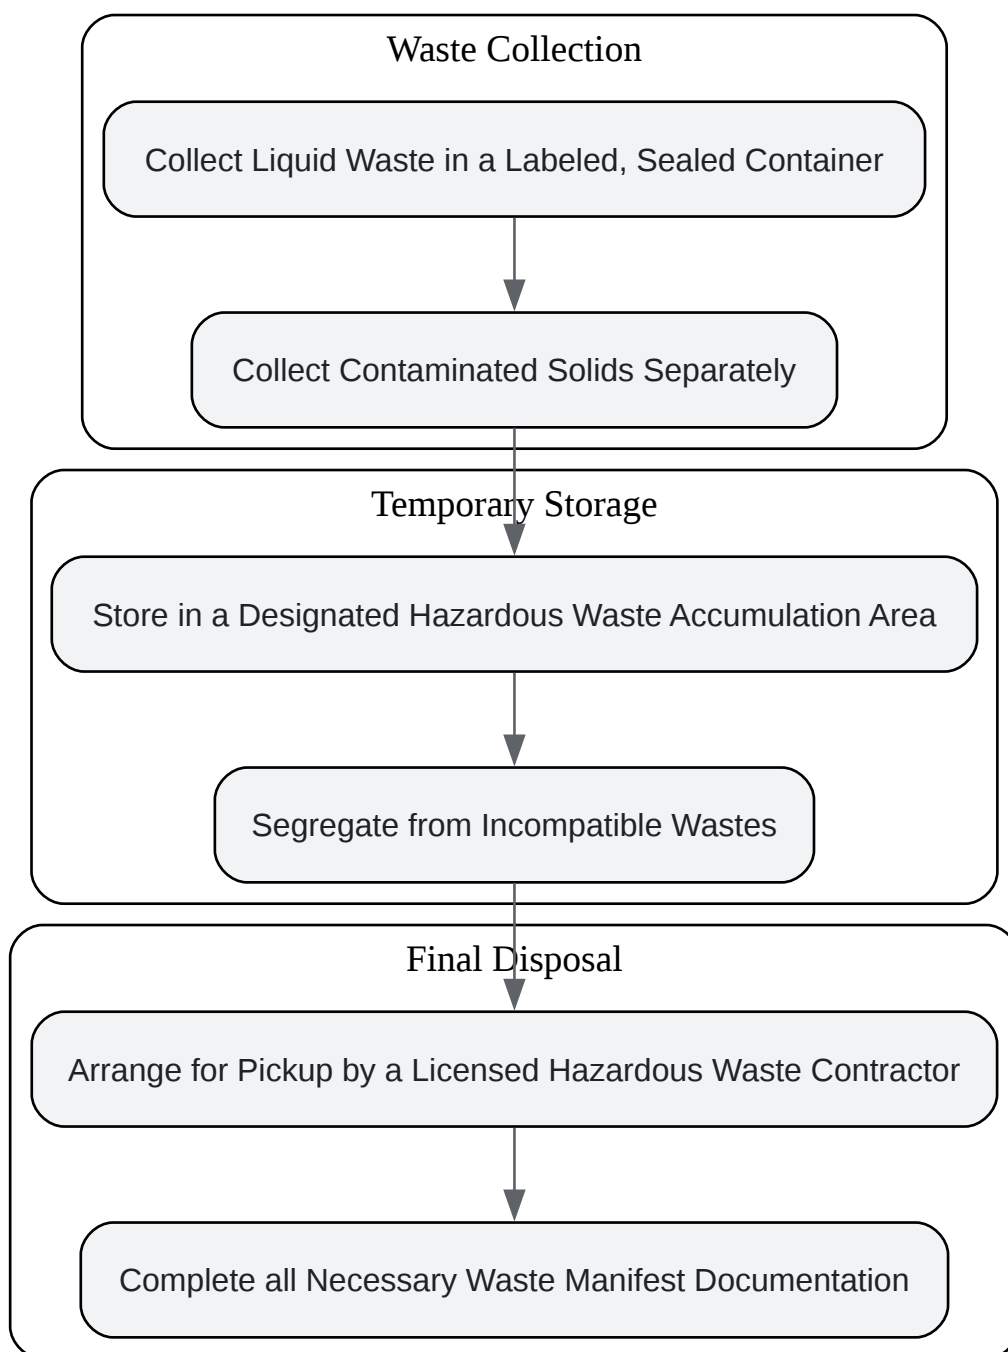 Waste Collection
Collect Liquid Waste in a Labeled, Sealed Container
Collect Contaminated Solids Separately
Temporary Storage
Store in a Designated Hazardous Waste Accumulation Area
Segregate from Incompatible Wastes
Final Disposal
Arrange for Pickup by a Licensed Hazardous Waste Contractor
Complete all Necessary Waste Manifest Documentation